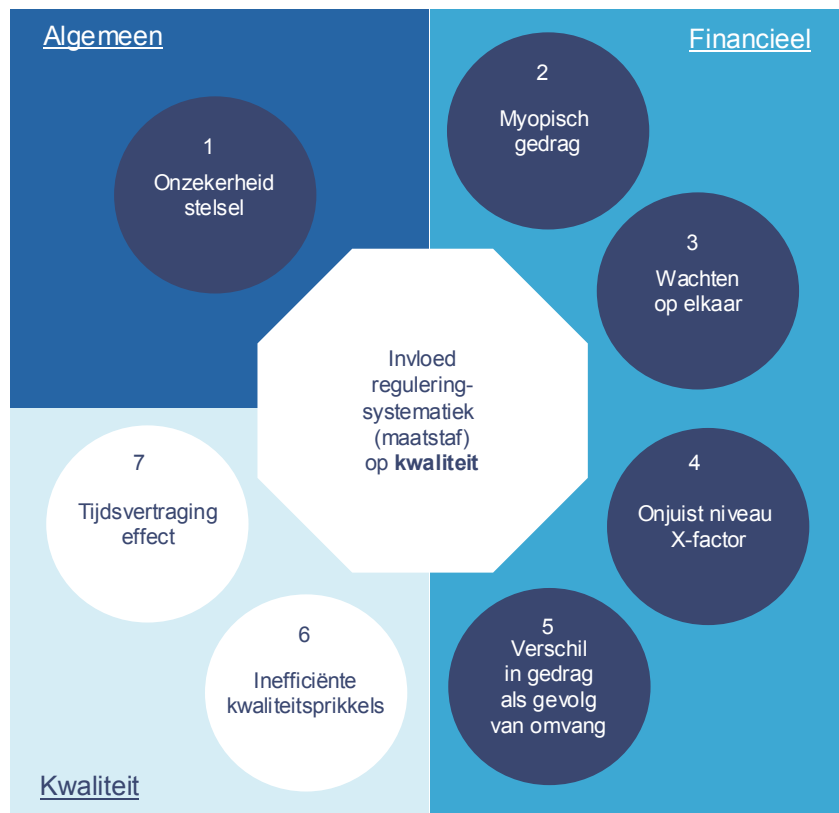 Algemeen
Financieel
1
Onzekerheid
stelsel
2
Myopisch
gedrag
3
Wachten
op elkaar
Invloed
regulering-
systematiek
(maatstaf)
op kwaliteit
4
Onjuist niveau
X-factor
5
Verschil
in gedrag
als gevolg
van omvang
6
Inefficiënte
kwaliteitsprikkels
7
Tijdsvertraging
effect
Kwaliteit